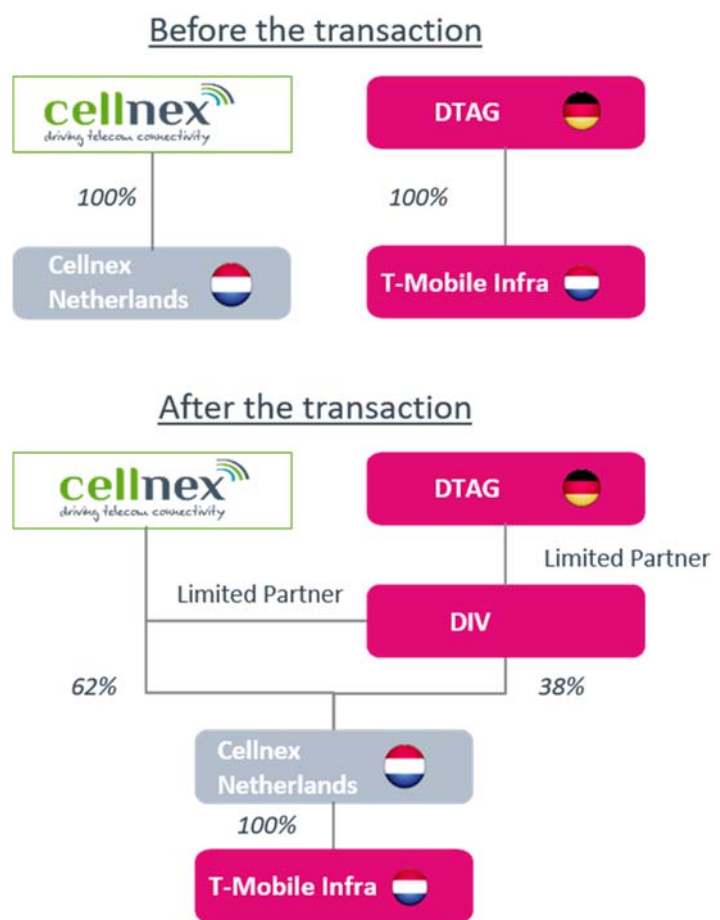 Before the transaction
cellnex
driving telecom connectivity
DTAG
100%
100%
Cellnex
Netherlands
T-Mobile Infra
After the transaction
cellnex
driving telecom connectivity
DTAG
Limited Partner
Limited Partner
DIV
62%
38%
Cellnex
Netherlands
100%
T-Mobile Infra